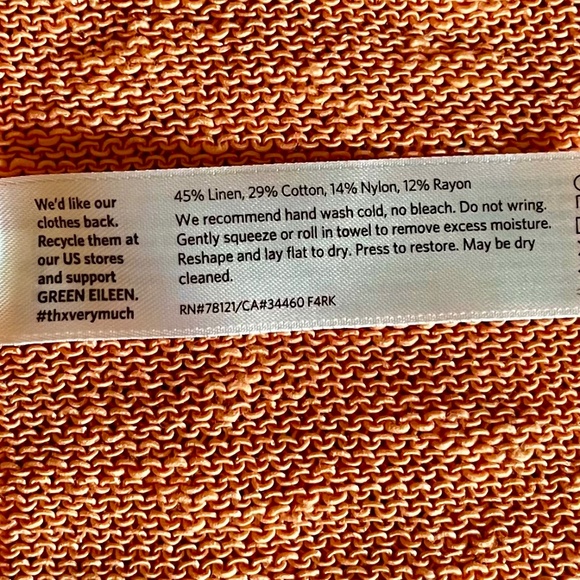 We'd like our
clothes back.
Recycle them at
our US stores
and support
GREEN EILEEN.
#thxverymuch
45% Linen, 29% Cotton, 14% Nylon, 12% Rayon
We recommend hand wash cold, no bleach. Do not wring.
Gently squeeze or roll in towel to remove excess moisture.
Reshape and lay flat to dry. Press to restore. May be dry
cleaned.
RN#78121/CA#34460 F4RK